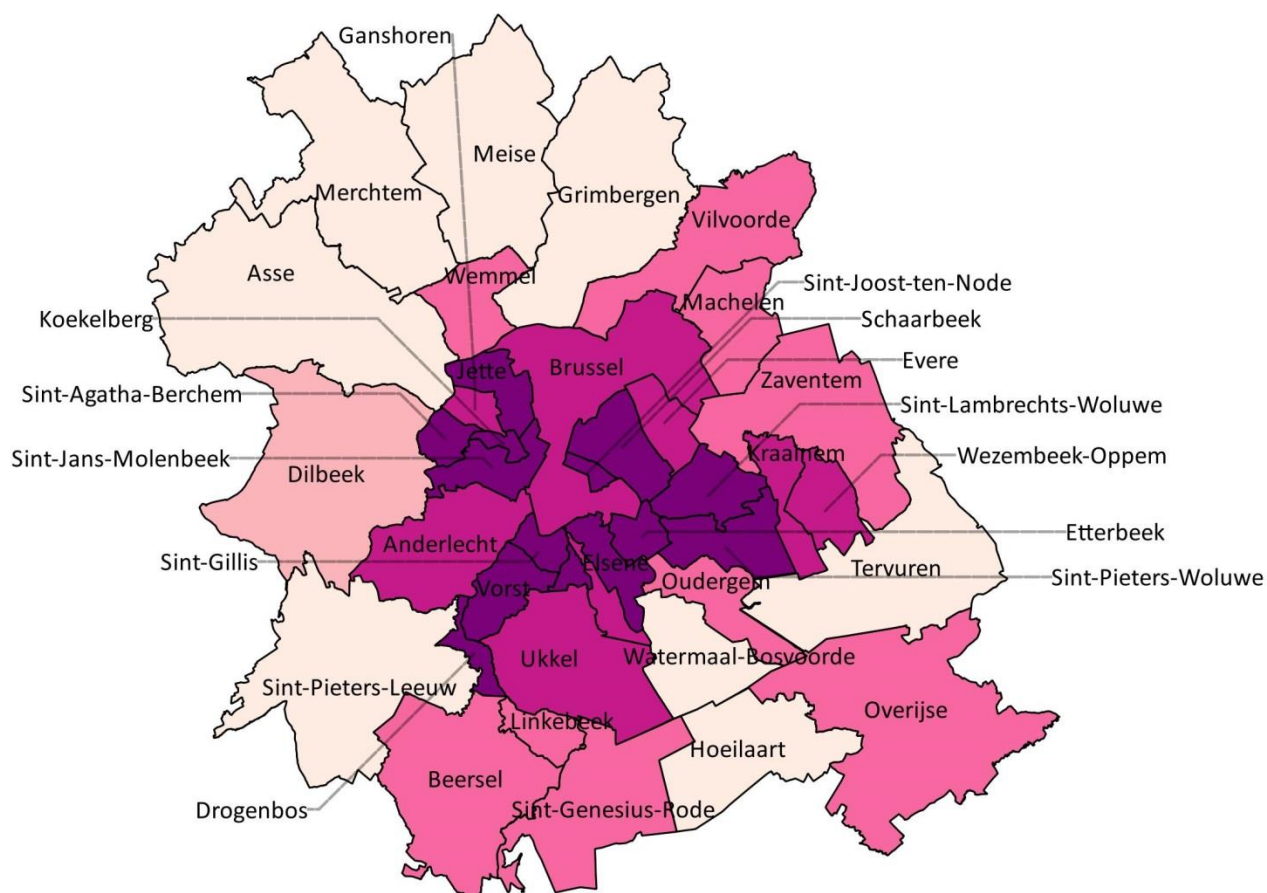 Ganshoren
Meise
Merchtem
Grimbergen
Vilvoorde
Asse
Wemmel
Sint-Joost-ten-Node
Machelen
Koekelberg
Schaarbeek
Jette
Brussel
Evere
Zaventem
Sint-Agatha-Berchem
Sint-Lambrechts-Woluwe
Sint-Jans-Molenbeek
Dilbeek
Kraainem
Wezembeek-Oppem
Anderlecht
Etterbeek
Sint-Gillis
Elsene
Tervuren
Vorst
Oudergem
Sint-Pieters-Woluwe
Ukkel
Watermaal-Bosvoorde
Sint-Pieters-Leeuw
Overijse
Linkebeek
Hoeilaart
Beersel
Drogenbos
Sint-Genesius-Rode